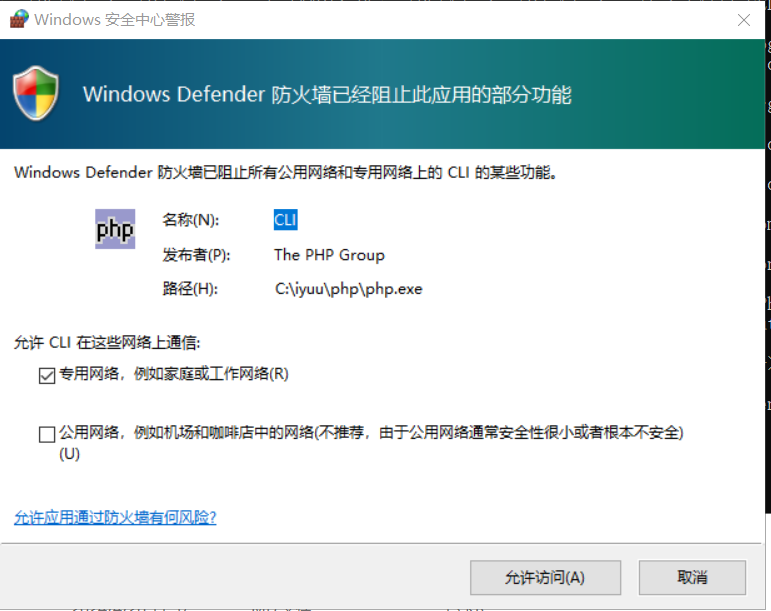 Windows 安全中心警报
Windows Defender 防火墙已经阻止此应用的部分功能
Windows Defender 防火墙已阻止所有公用网络和专用网络上的 CLI 的某些功能。
php
名称(N):
CLI
发布者(P):
The PHP Group
路径(H):
C:\iyuu\php\php.exe
允许 CLI 在这些网络上通信:
专用网络，例如家庭或工作网络(R)
公用网络，例如机场和咖啡店中的网络(不推荐，由于公用网络通常安全性很小或者根本不安全)
(U)
允许应用通过防火墙有何风险?
允许访问(A)
取消